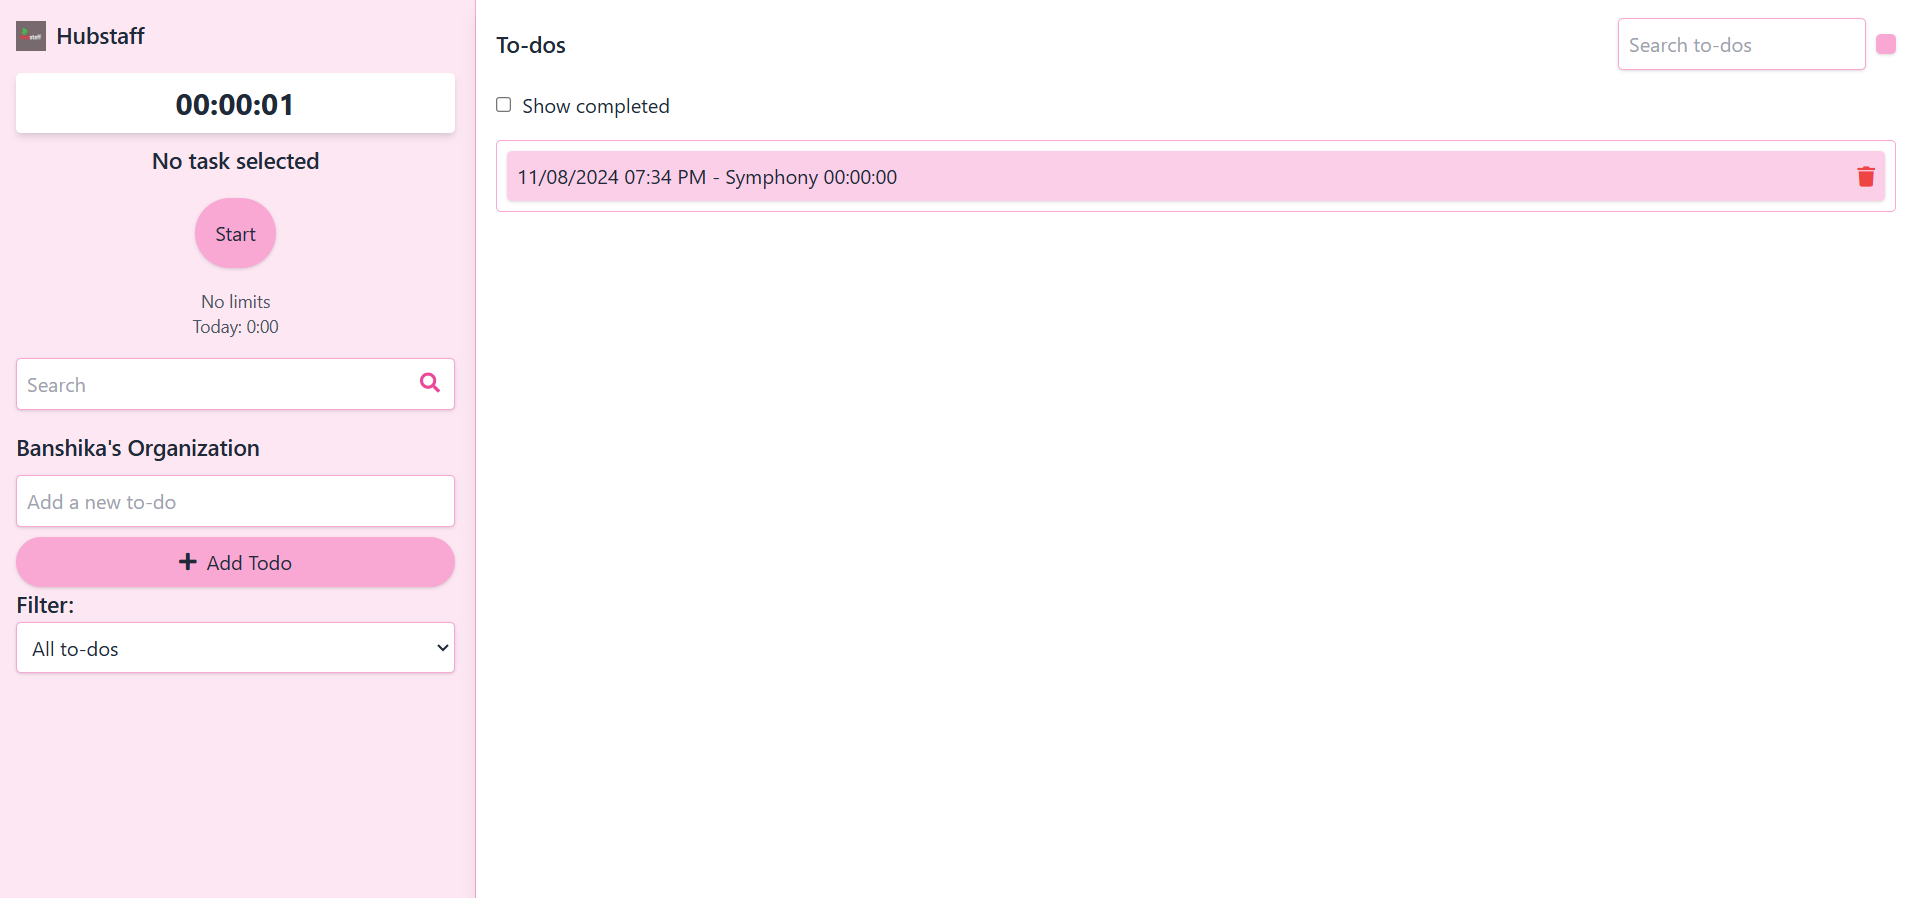 Hubstaff
00:00:01
No task selected
Start
No limits
Today: 0:00
Search
Banshika's Organization
Add a new to-do
Add Todo
Filter:
All to-dos
To-dos
Search to-dos
Show completed
11/08/2024 07:34 PM - Symphony 00:00:00